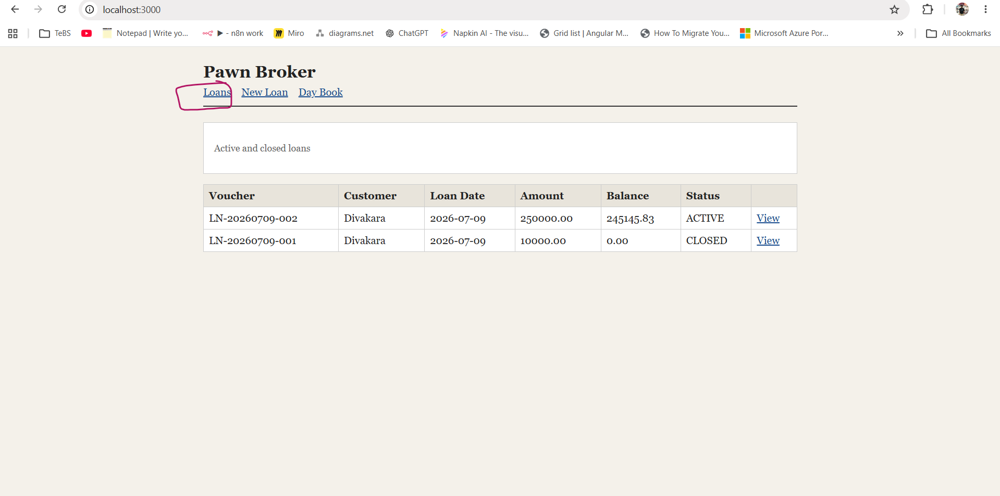 localhost:3000
TeBS Notepad | Write yo... ▶ - n8n work Miro diagrams.net ChatGPT Napkin AI - The visu... Grid list | Angular M... How To Migrate You... Microsoft Azure Por... » All Bookmarks
Pawn Broker
Loans New Loan Day Book
Active and closed loans
Voucher Customer Loan Date Amount Balance Status
LN-20260709-002 Divakara 2026-07-09 250000.00 245145.83 ACTIVE View
LN-20260709-001 Divakara 2026-07-09 10000.00 0.00 CLOSED View